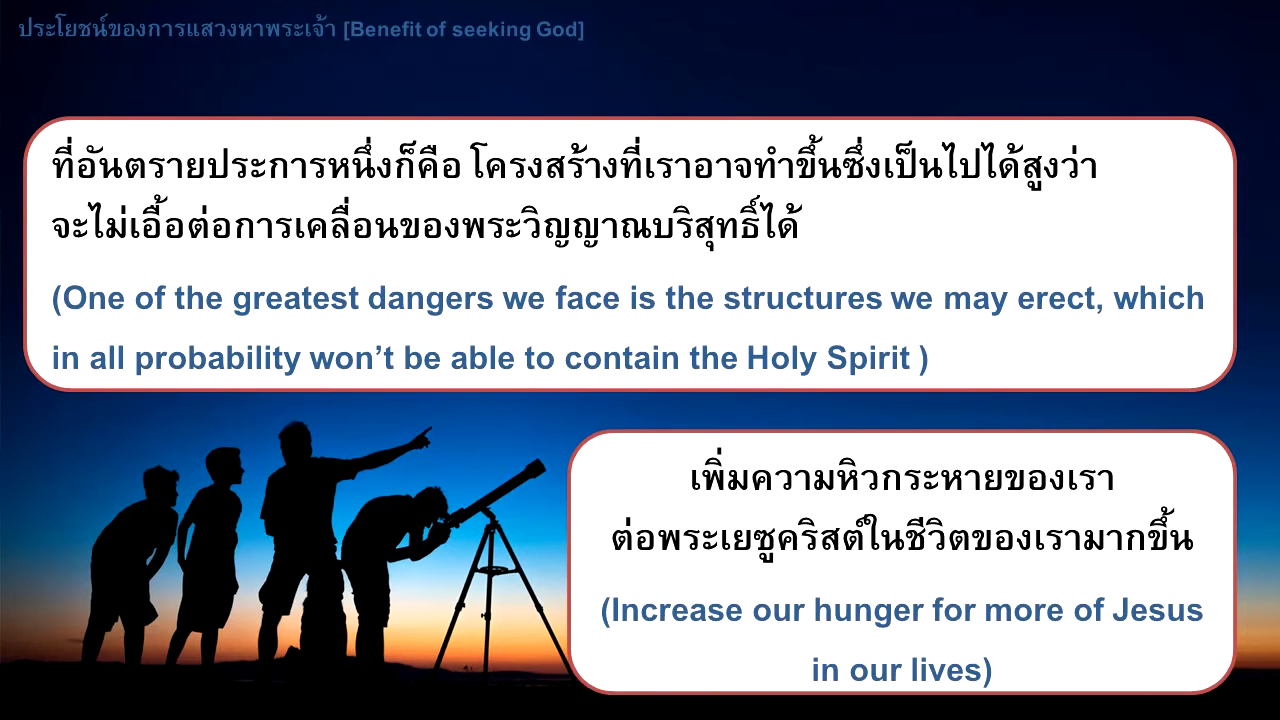 ประโยชน์ของการแสวงหาพระเจ้า [Benefit of seeking God]
ที่อันตรายประการหนึ่งก็คือ โครงสร้างที่เราอาจทำขึ้นซึ่งเป็นไปได้สูงว่า
จะไม่เอื้อต่อการเคลื่อนของพระวิญญาณบริสุทธิ์ได้
(One of the greatest dangers we face is the structures we may erect, which
in all probability won’t be able to contain the Holy Spirit )
เพิ่มความหิวกระหายของเรา
ต่อพระเยซูคริสต์ในชีวิตของเรามากขึ้น
(Increase our hunger for more of Jesus
in our lives)